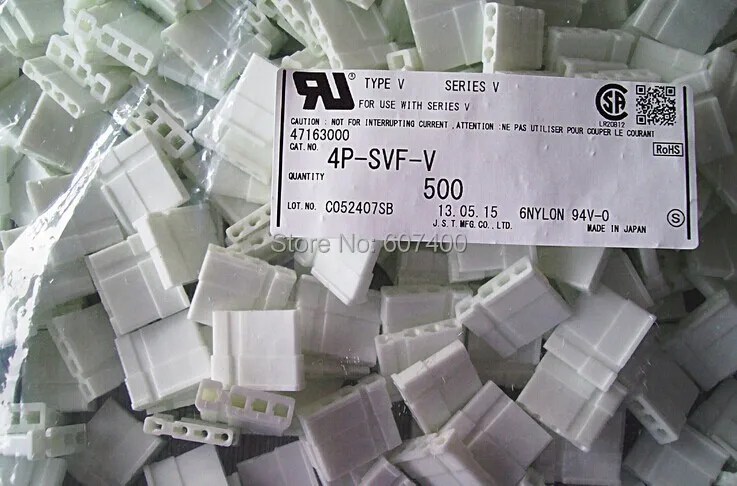 TYPE V SERIES V
FOR USE WITH SERIES V
LR20812
CAUTION : NOT FOR INTERRUPTING CURRENT ,ATTENTION :NE PAS UTILISER POUR COUPER LE COURANT
47163000
RoHS
CAT.NO. 4P-SVF-V
QUANTITY 500
LOT.NO. C052407SB 13.05.15 6NYLON 94V-0
J.S.T.MFG.CO.,LTD. MADE IN JAPAN
S
Store No.: 607400